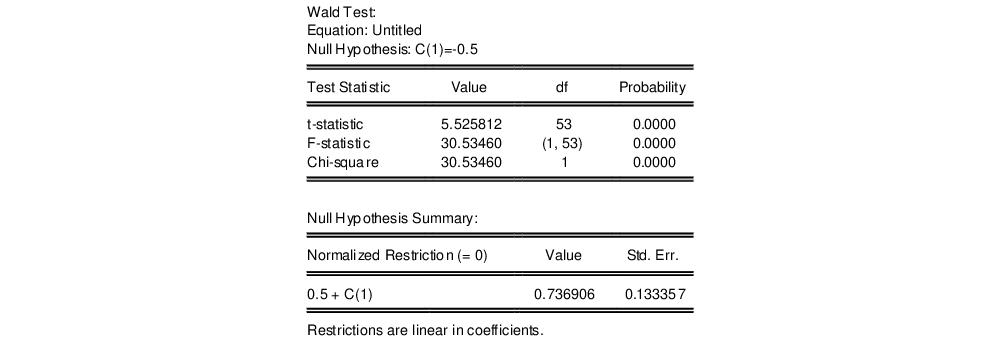 Wald Test:
Equation: Untitled
Null Hypothesis: C(1)=-0.5
Test Statistic Value df Probability
t-statistic 5.525812 53 0.0000
F-statistic 30.53460 (1, 53) 0.0000
Chi-square 30.53460 1 0.0000
Null Hypothesis Summary:
Normalized Restriction (= 0) Value Std. Err.
0.5 + C(1) 0.736906 0.133357
Restrictions are linear in coefficients.